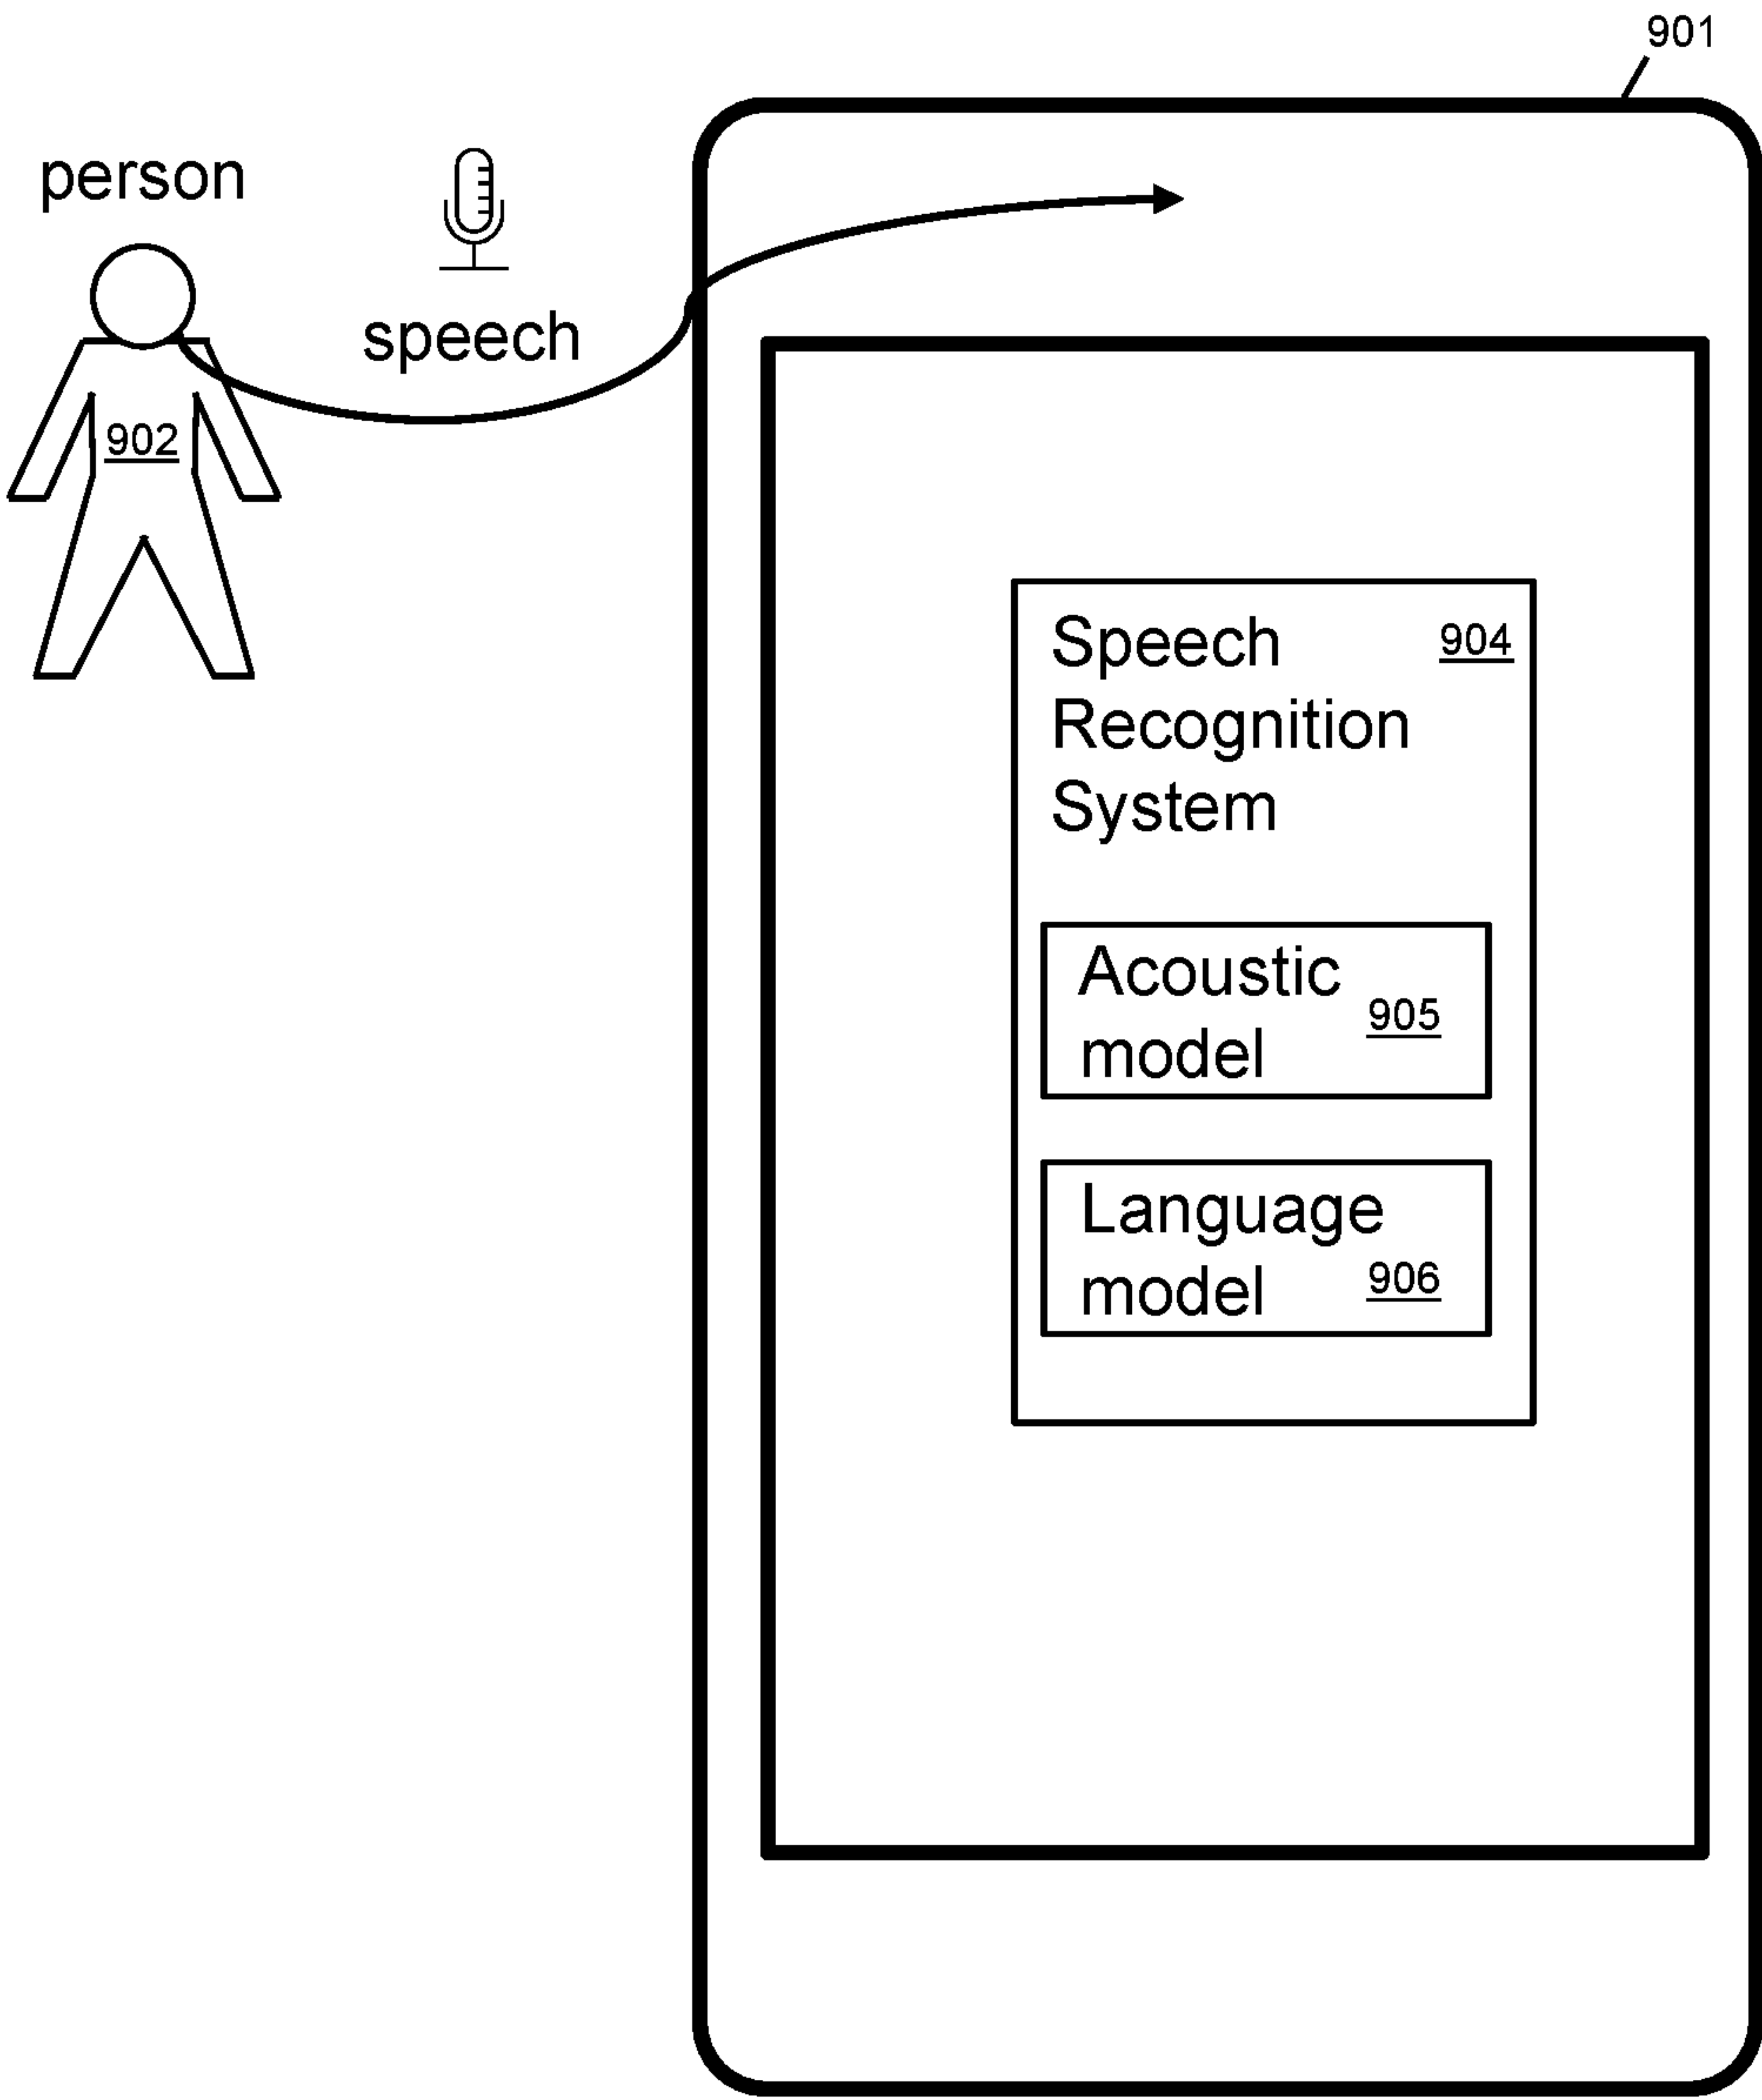 901
person
speech
902
Speech 904
Recognition
System
Acoustic
905
model
Language
model 906